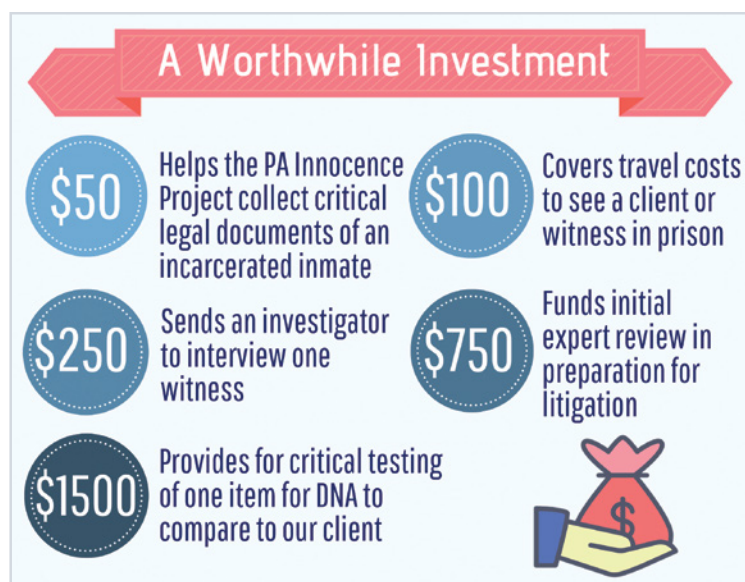 A Worthwhile Investment
$50
Helps the PA Innocence
Project collect critical
legal documents of an
incarcerated inmate
$100
Covers travel costs
to see a client or
witness in prison
$250
Sends an investigator
to interview one
witness
$750
Funds initial
expert review in
preparation for
litigation
$1500
Provides for critical testing
of one item for DNA to
compare to our client
$